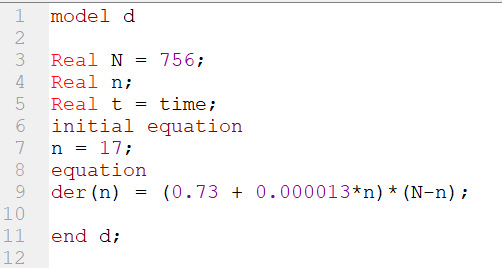 1 model d
2
3 Real N = 756;
4 Real n;
5 Real t = time;
6 initial equation
7 n = 17;
8 equation
9 der(n) = (0.73 + 0.000013*n)*(N-n);
10
11 end d;
12